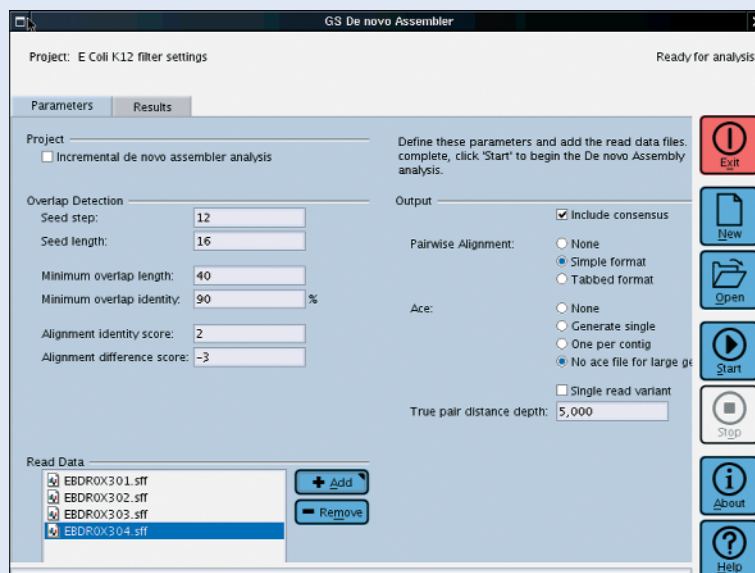 GS De novo Assembler
Project: E Coli K12 filter settings
Ready for analysis
Parameters
Results
Project
Incremental de novo assembler analysis
Define these parameters and add the read data files.
complete, click 'Start' to begin the De novo Assembly
analysis.
Overlap Detection
Seed step: 12
Seed length: 16
Minimum overlap length: 40
Minimum overlap identity: 90 %
Alignment identity score: 2
Alignment difference score: -3
Output
Include consensus
Pairwise Alignment:
None
Simple format
Tabbed format
Ace:
None
Generate single
One per contig
No ace file for large ge
Single read variant
True pair distance depth: 5,000
Read Data
EBDR0X301.sff
EBDR0X302.sff
EBDR0X303.sff
EBDR0X304.sff
Add
Remove
Exit
New
Open
Start
Stop
About
Help